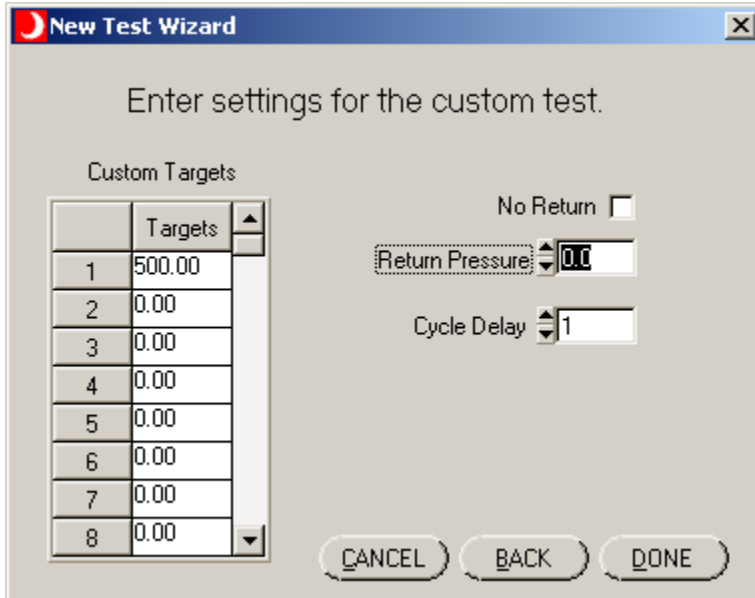 New Test Wizard
Enter settings for the custom test.
Custom Targets
Targets
1 500.00
2 0.00
3 0.00
4 0.00
5 0.00
6 0.00
7 0.00
8 0.00
No Return
Return Pressure 0.0
Cycle Delay 1
CANCEL BACK DONE